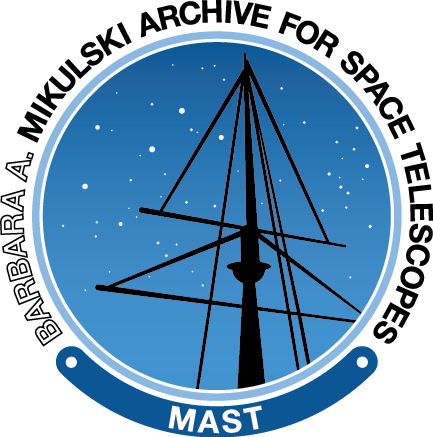 BARBARA A. MIKULSKI ARCHIVE FOR SPACE TELESCOPES
MAST